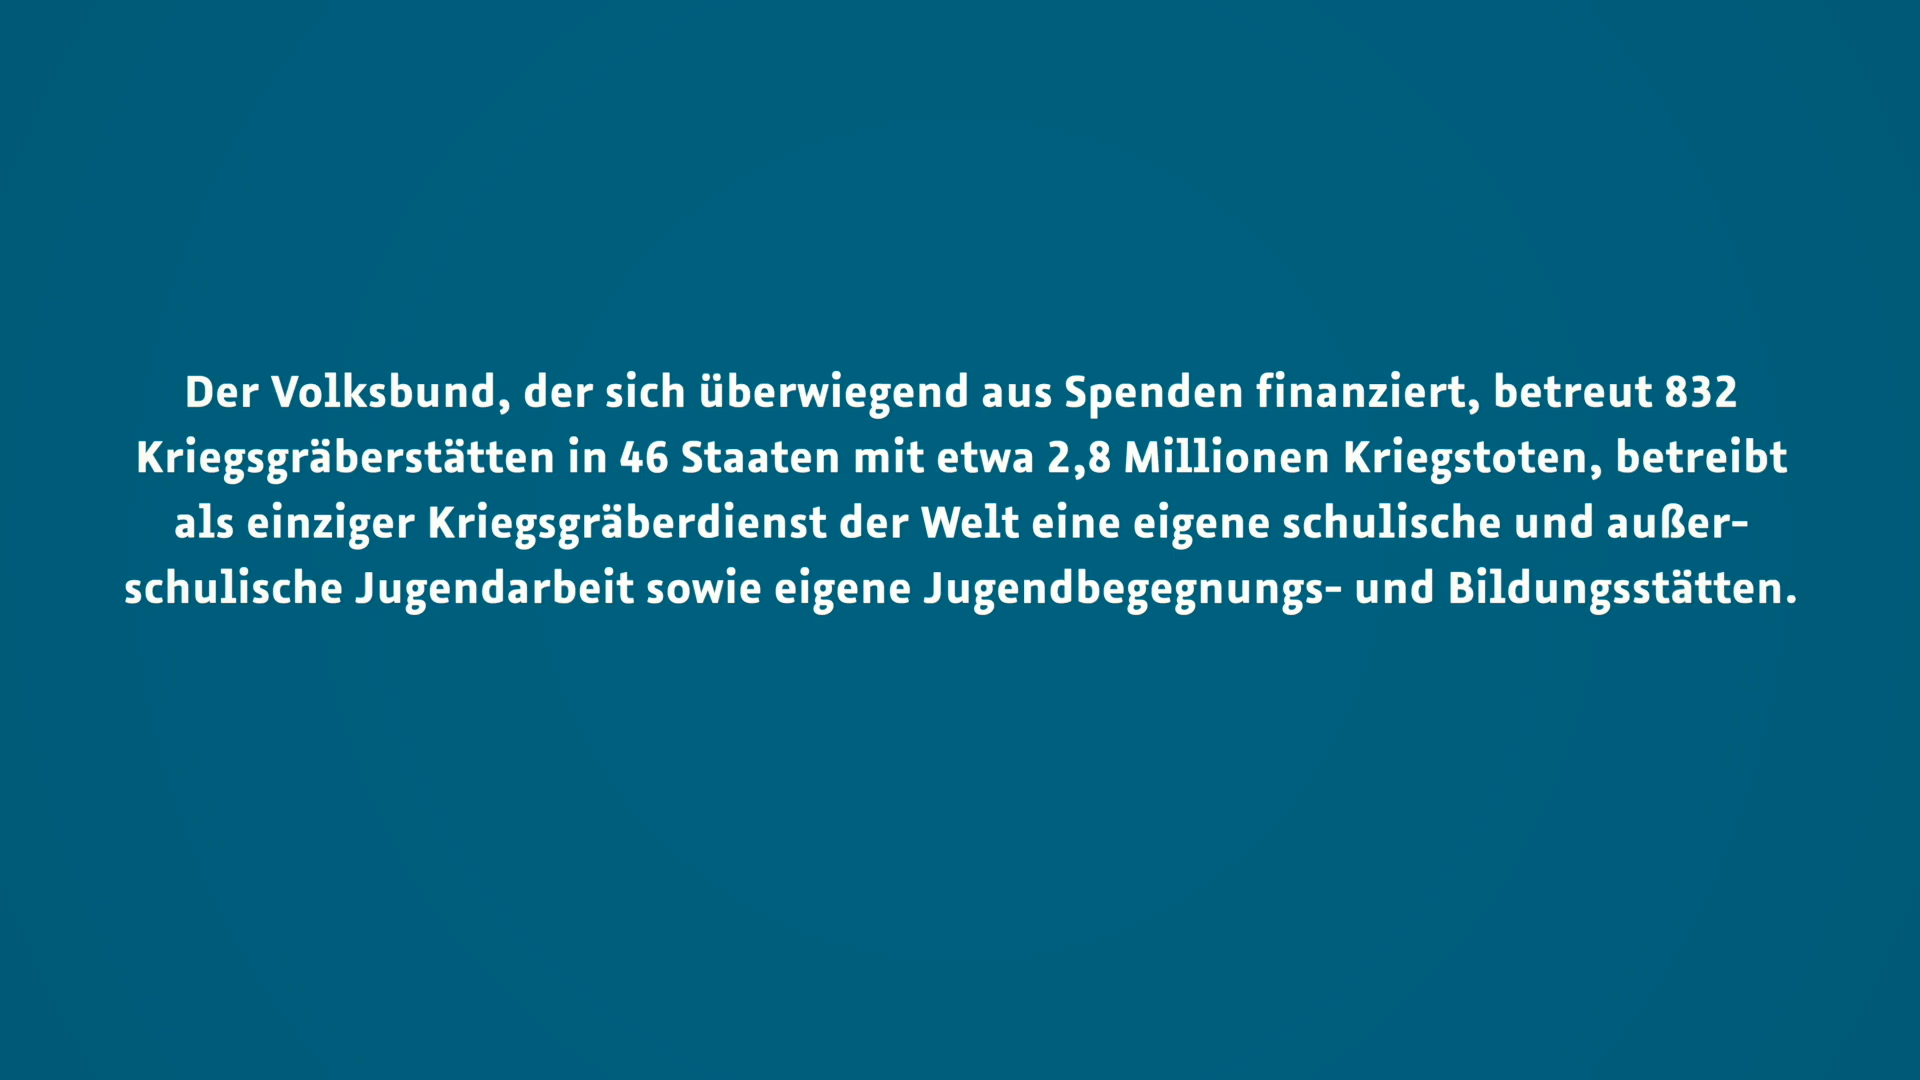 Der Volksbund, der sich überwiegend aus Spenden finanziert, betreut 832
Kriegsgräberstätten in 46 Staaten mit etwa 2,8 Millionen Kriegstoten, betreibt
als einziger Kriegsgräberdienst der Welt eine eigene schulische und außer-
schulische Jugendarbeit sowie eigene Jugendbegegnungs- und Bildungsstätten.